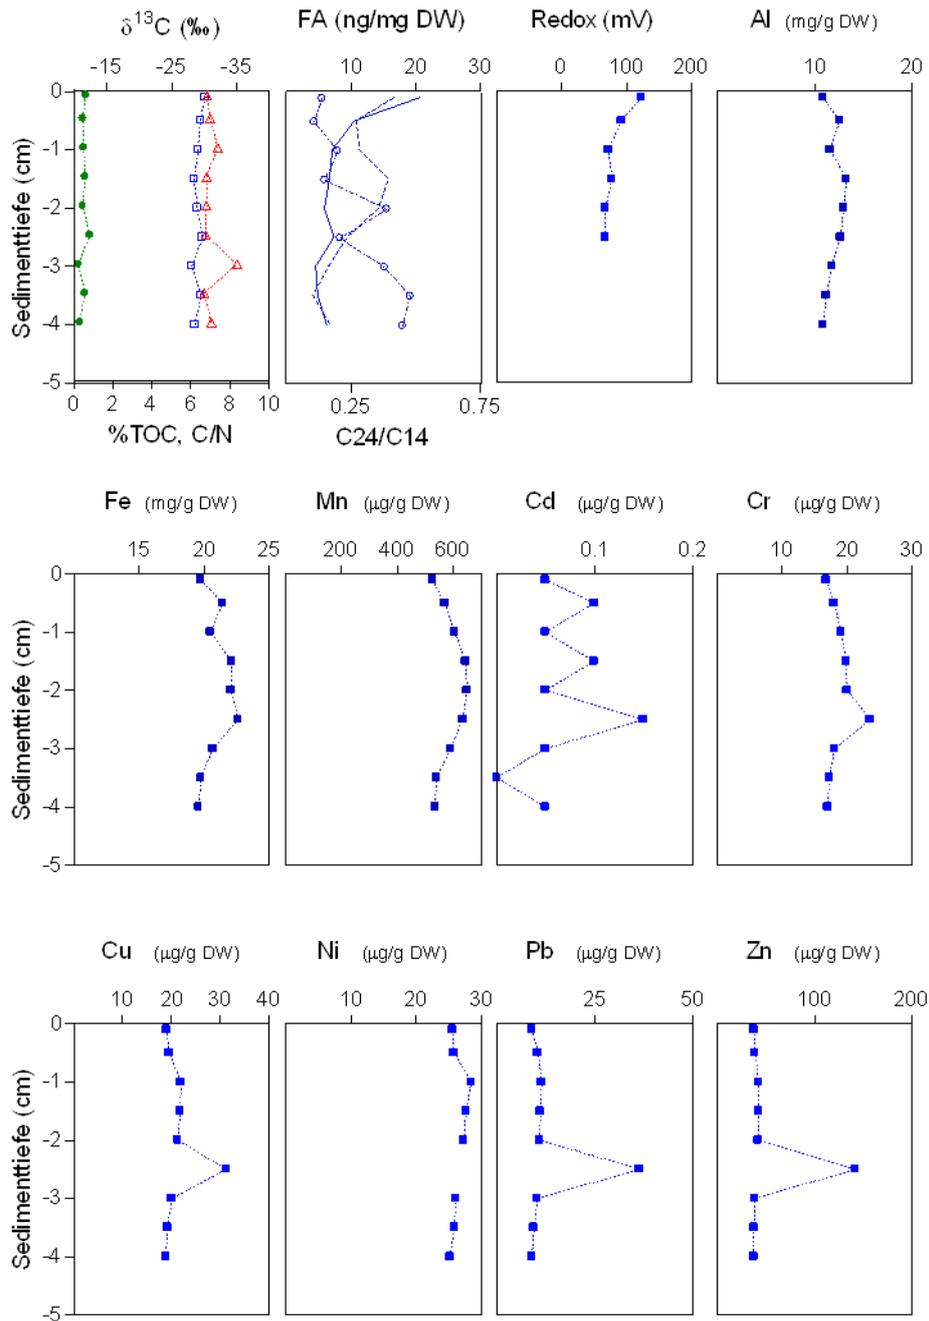 δ¹³C (‰) FA (ng/mg DW) Redox (mV) Al (mg/g DW)
-15 -25 -35 10 20 0 100 200 10 20
0
-1
-2
-3
-4
-5
Sedimenttiefe (cm)
0 2 4 6 8 10 0.25 0.75
%TOC, C/N C24/C14
Fe (mg/g DW) Mn (µg/g DW) Cd (µg/g DW) Cr (µg/g DW)
15 20 25 200 400 600 0.1 0.2 10 20 30
0
-1
-2
-3
-4
-5
Sedimenttiefe (cm)
Cu (µg/g DW) Ni (µg/g DW) Pb (µg/g DW) Zn (µg/g DW)
10 20 30 40 10 20 30 25 50 100 200
0
-1
-2
-3
-4
-5
Sedimenttiefe (cm)